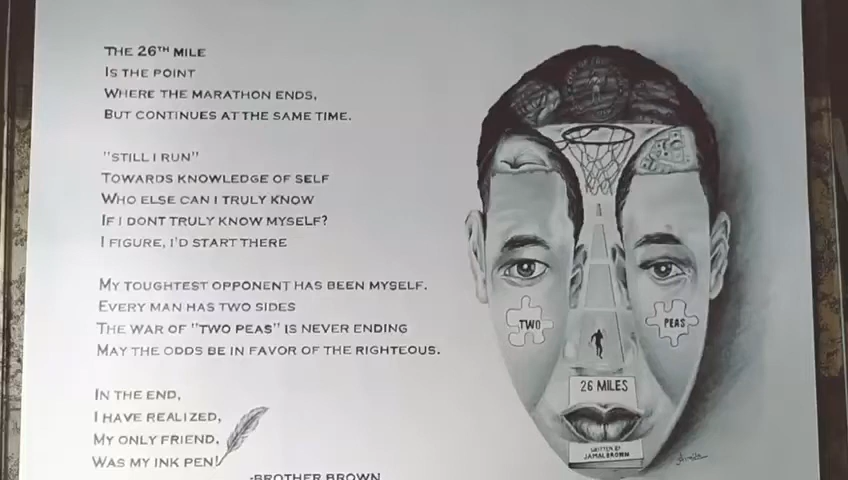 THE 26TH MILE
IS THE POINT
WHERE THE MARATHON ENDS,
BUT CONTINUES AT THE SAME TIME.
"STILL I RUN"
TOWARDS KNOWLEDGE OF SELF
WHO ELSE CAN I TRULY KNOW
IF I DONT TRULY KNOW MYSELF?
I FIGURE, I'D START THERE
MY TOUGHTEST OPPONENT HAS BEEN MYSELF.
EVERY MAN HAS TWO SIDES
THE WAR OF "TWO PEAS" IS NEVER ENDING
MAY THE ODDS BE IN FAVOR OF THE RIGHTEOUS.
IN THE END,
I HAVE REALIZED,
MY ONLY FRIEND,
WAS MY INK PEN!
-BROTHER BROWN
TWO
PEAS
26 MILES
WRITTEN BY
JAMAL BROWN